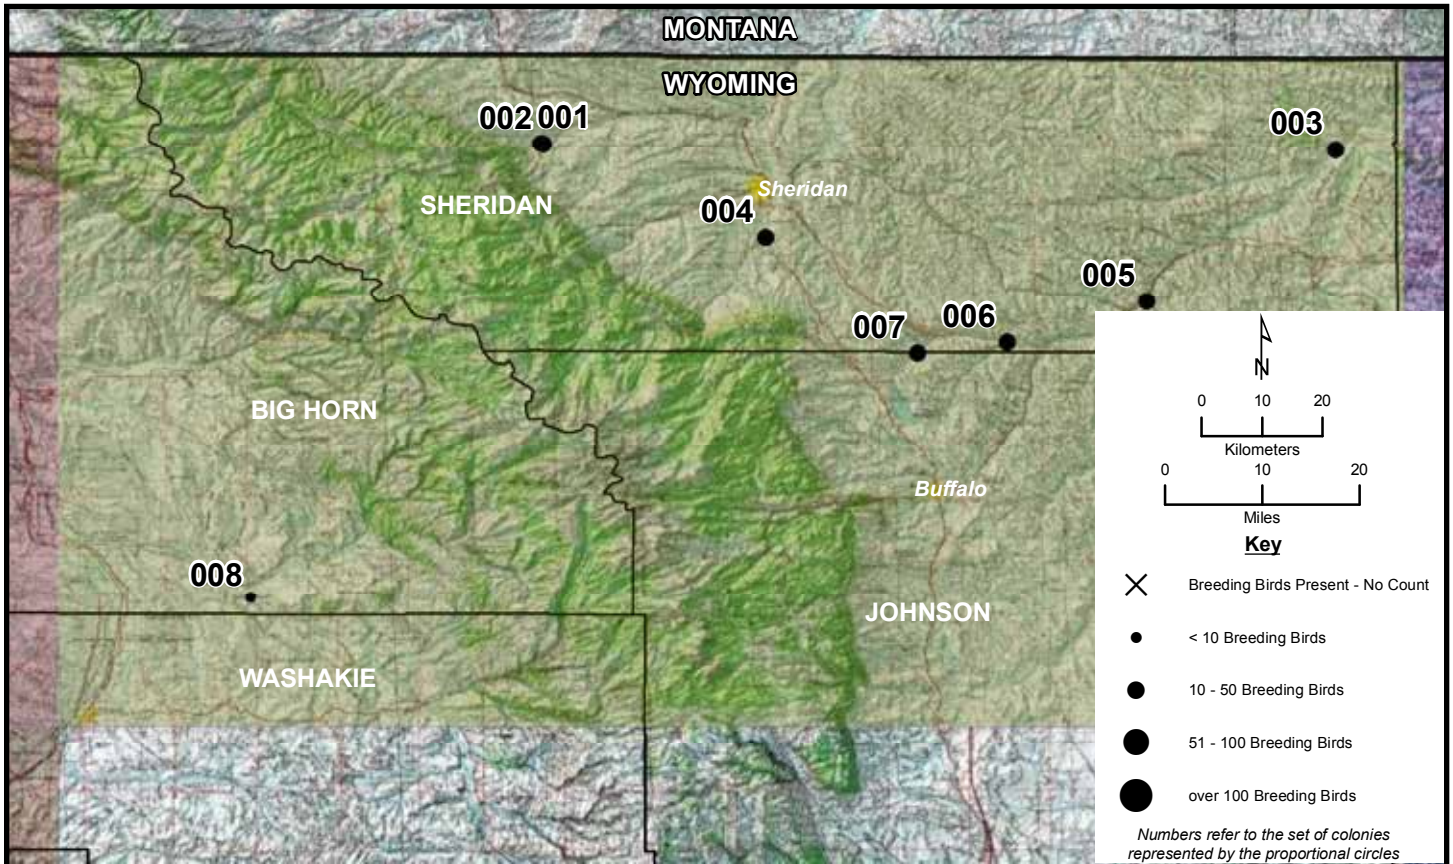 MONTANA
WYOMING
002 001
003
SHERIDAN
Sheridan
004
005
006
007
BIG HORN
Buffalo
008
JOHNSON
WASHAKIE
N
0 10 20
Kilometers
0 10 20
Miles
Key
Breeding Birds Present - No Count
< 10 Breeding Birds
10 - 50 Breeding Birds
51 - 100 Breeding Birds
over 100 Breeding Birds
Numbers refer to the set of colonies
represented by the proportional circles